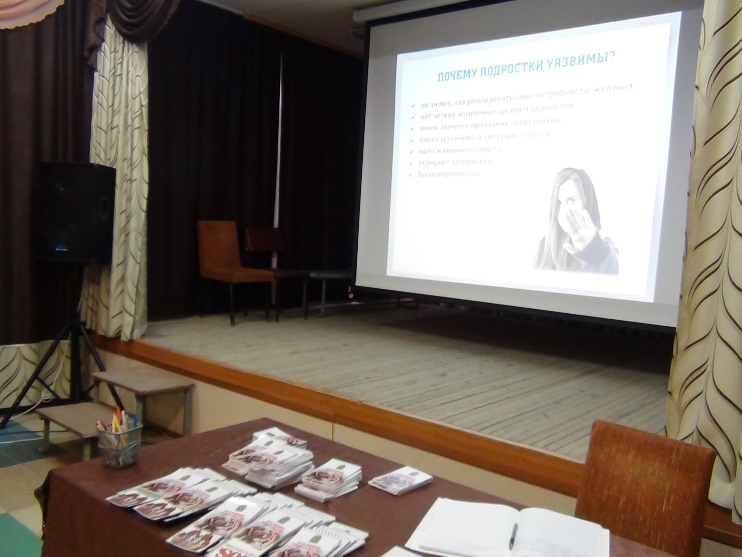 ПОЧЕМУ ПОДРОСТКИ УЯЗВИМЫ?
не знают, как реализовать свои потребности, желания;
нет четких жизненных целей и ценностей;
очень значимо признание сверстников;
плохо устойчивы в ситуации стресса
мало жизненного опыта;
отрицают авторитеты;
бескомпромиссны